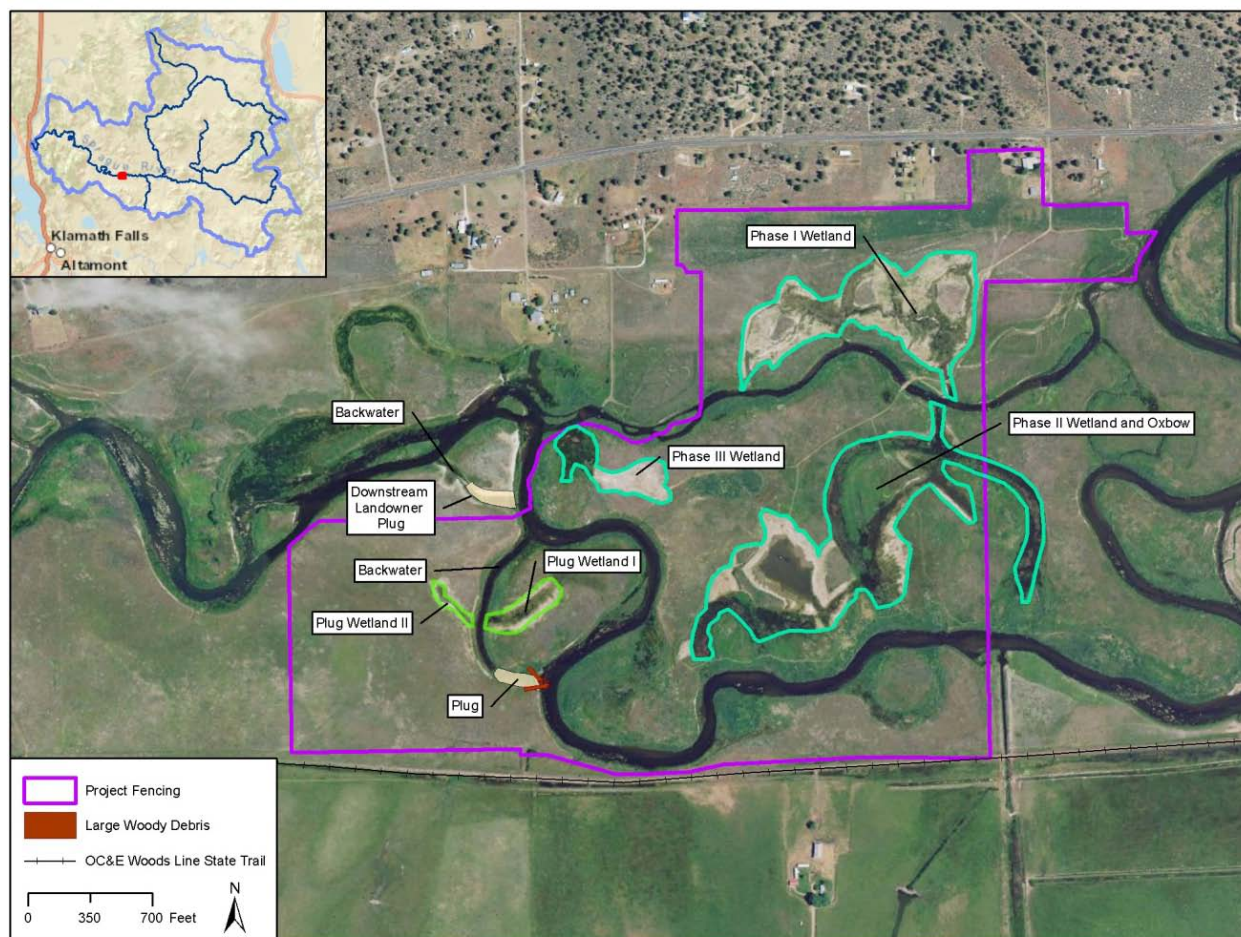 Sprague River
Klamath Falls
Altamont
Phase I Wetland
Backwater
Phase II Wetland and Oxbow
Phase III Wetland
Downstream
Landowner
Plug
Backwater
Plug Wetland I
Plug Wetland II
Plug
Project Fencing
Large Woody Debris
OC&E Woods Line State Trail
0 350 700 Feet
N